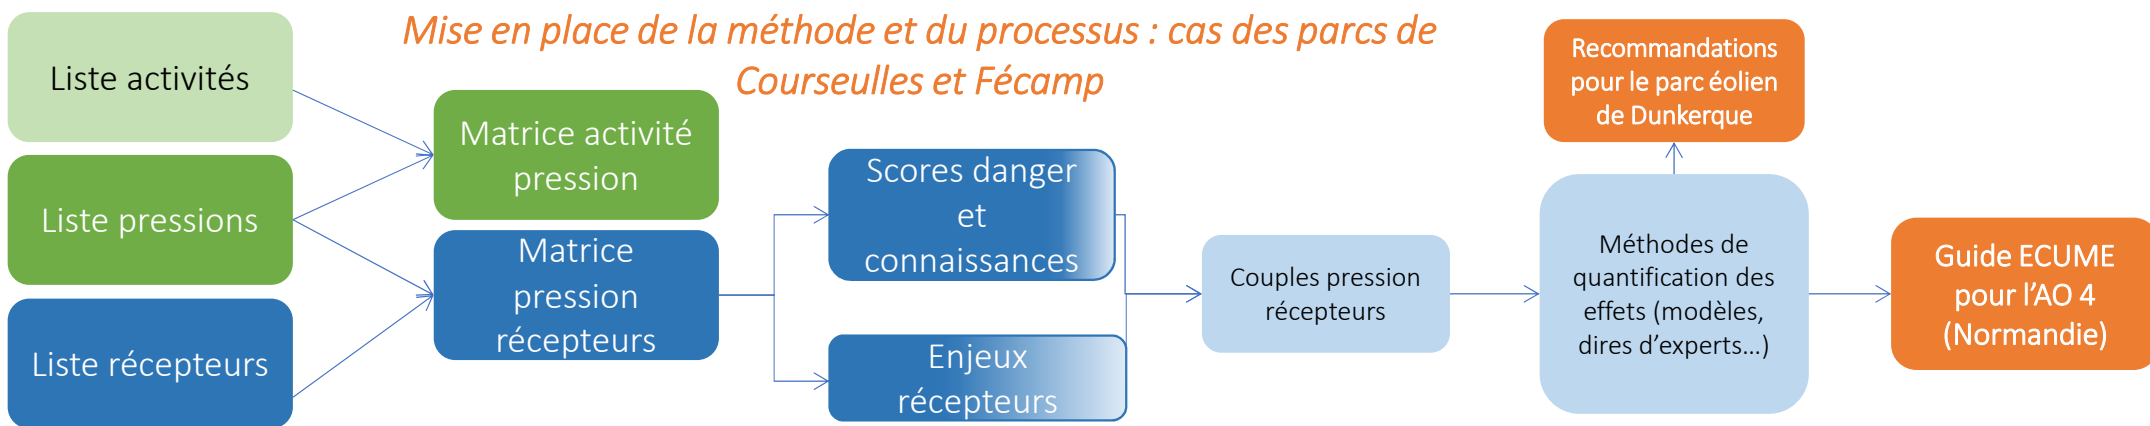 Mise en place de la méthode et du processus : cas des parcs de
Courseulles et Fécamp
Liste activités
Liste pressions
Liste récepteurs
Matrice activité
pression
Matrice
pression
récepteurs
Scores danger
et
connaissances
Enjeux
récepteurs
Couples pression
récepteurs
Méthodes de
quantification des
effets (modèles,
dires d’experts…)
Recommandations
pour le parc éolien
de Dunkerque
Guide ECUME
pour l’AO 4
(Normandie)